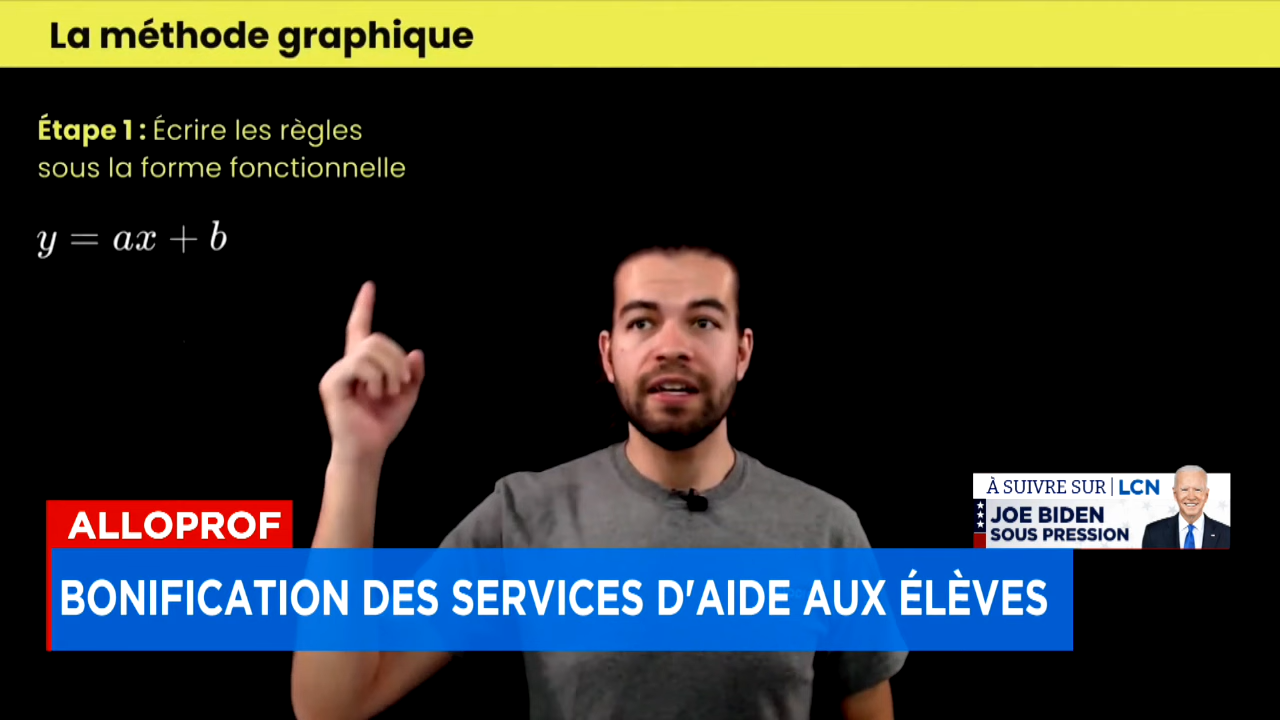 La méthode graphique
Étape 1 : Écrire les règles
sous la forme fonctionnelle
y = ax + b
À SUIVRE SUR | LCN
JOE BIDEN
SOUS PRESSION
ALLOPROF
BONIFICATION DES SERVICES D'AIDE AUX ÉLÈVES